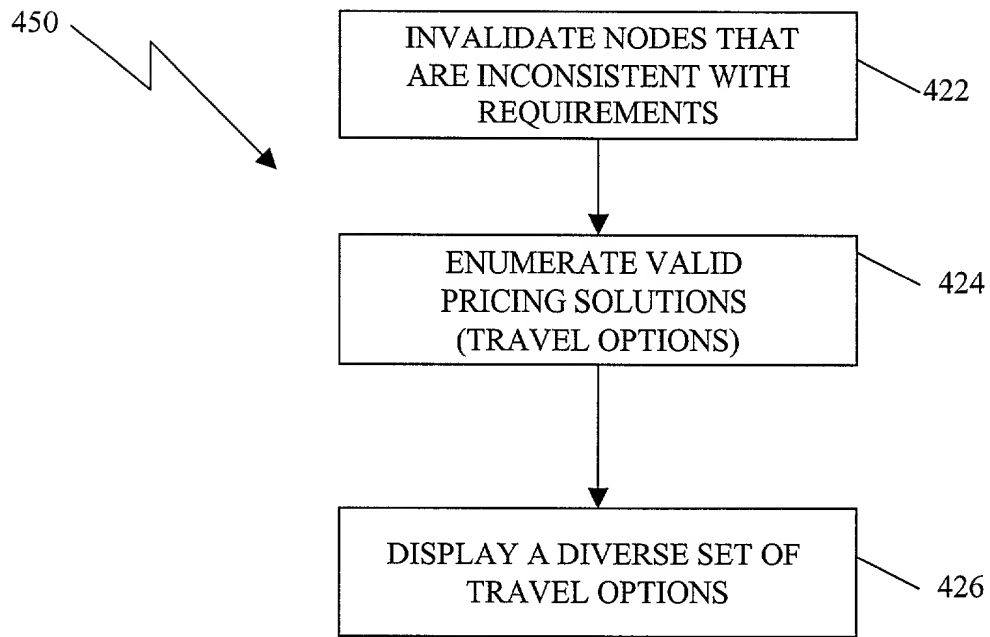 450
INVALIDATE NODES THAT
ARE INCONSISTENT WITH
REQUIREMENTS
422
ENUMERATE VALID
PRICING SOLUTIONS
(TRAVEL OPTIONS)
424
DISPLAY A DIVERSE SET OF
TRAVEL OPTIONS
426